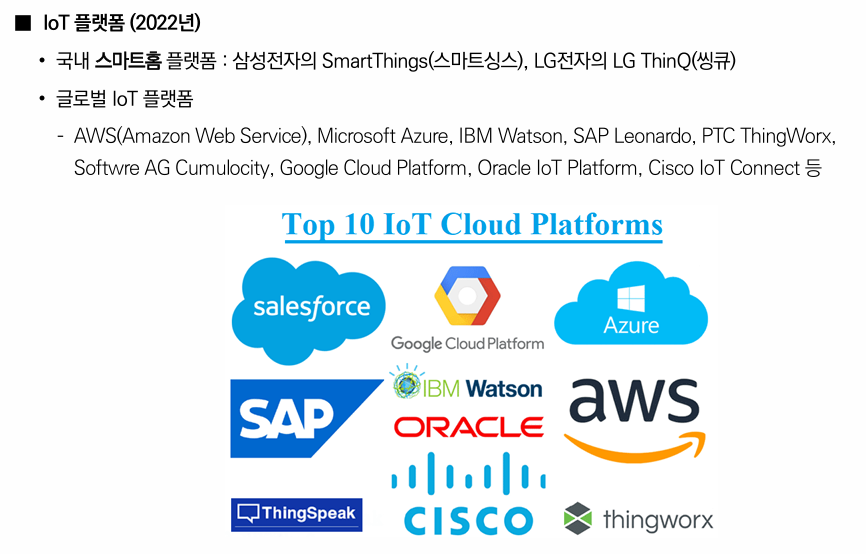 ■ IoT 플랫폼 (2022년)
• 국내 스마트홈 플랫폼 : 삼성전자의 SmartThings(스마트싱스), LG전자의 LG ThinQ(씽큐)
• 글로벌 IoT 플랫폼
- AWS(Amazon Web Service), Microsoft Azure, IBM Watson, SAP Leonardo, PTC ThingWorx,
Softwre AG Cumulocity, Google Cloud Platform, Oracle IoT Platform, Cisco IoT Connect 등
Top 10 IoT Cloud Platforms
salesforce
Google Cloud Platform
Azure
SAP
IBM Watson
ORACLE
aws
ThingSpeak
CISCO
thingworx